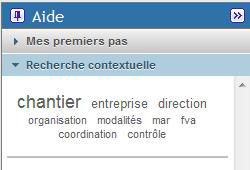 Aide
Mes premiers pas
Recherche contextuelle
chantier entreprise direction
organisation modalités mar fva
coordination contrôle